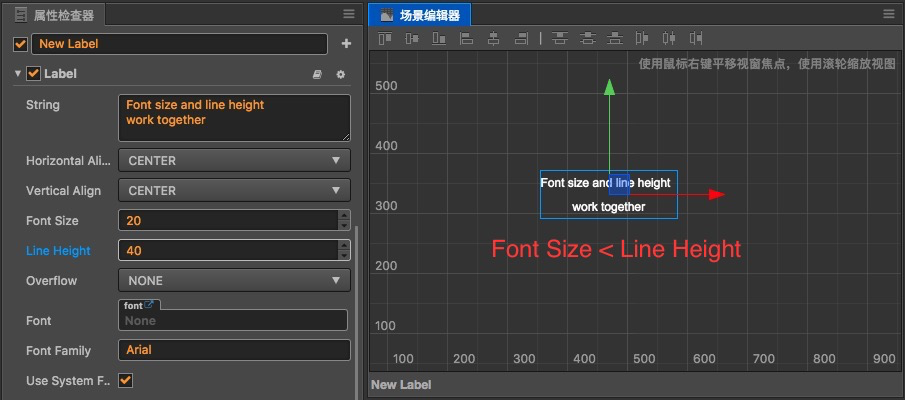 属性检查器
New Label
Label
String
Font size and line height
work together
Horizontal Ali...
CENTER
Vertical Align
CENTER
Font Size
20
Line Height
40
Overflow
NONE
font
Font
None
Font Family
Arial
Use System F..
场景编辑器
使用鼠标右键平移视窗焦点，使用滚轮缩放视图
500
400
300
200
100
Font size and line height
work together
Font Size < Line Height
100
200
300
400
500
600
700
800
900
New Label